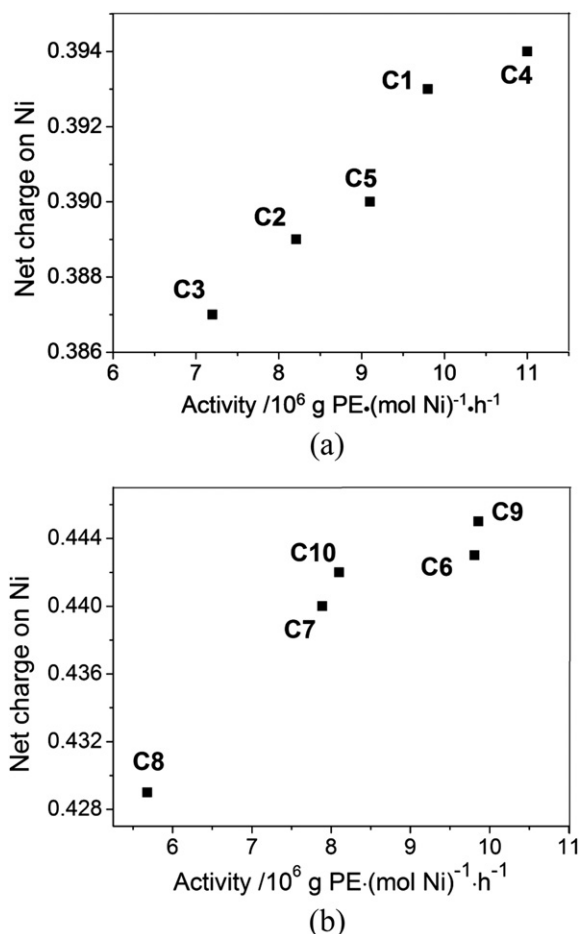 Net charge on Ni
0.394
0.392
0.390
0.388
0.386
C1
C4
C5
C2
C3
6 7 8 9 10 11
Activity /10⁶ g PE•(mol Ni)⁻¹•h⁻¹
(a)
Net charge on Ni
0.444
0.440
0.436
0.432
0.428
C9
C10
C6
C7
C8
6 7 8 9 10 11
Activity /10⁶ g PE·(mol Ni)⁻¹·h⁻¹
(b)